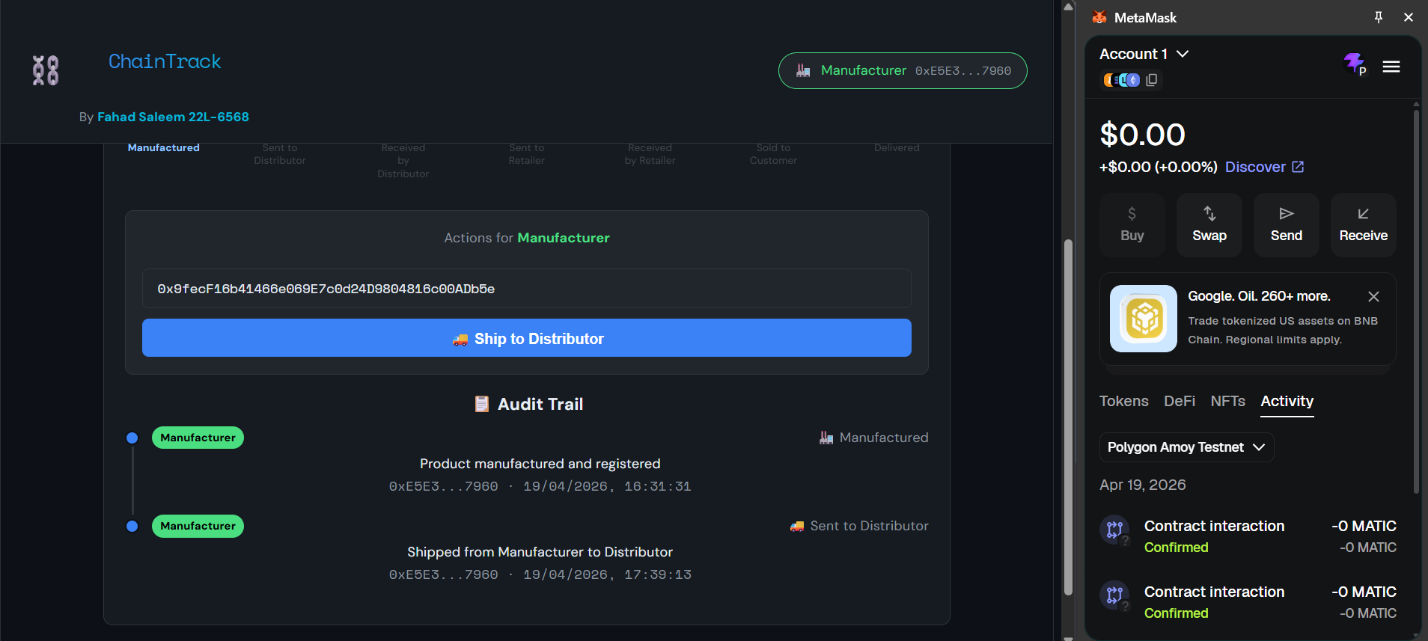 ChainTrack
By Fahad Saleem 22L-6568
Manufacturer 0xE5E3...7960
Manufactured
Sent to
Distributor
Received
by
Distributor
Sent to
Retailer
Received
by Retailer
Sold to
Customer
Delivered
Actions for Manufacturer
0x9fecF16b41466e069E7c0d24D9804816c00ADb5e
Ship to Distributor
Audit Trail
Manufacturer
Manufactured
Product manufactured and registered
0xE5E3...7960 · 19/04/2026, 16:31:31
Manufacturer
Sent to Distributor
Shipped from Manufacturer to Distributor
0xE5E3...7960 · 19/04/2026, 17:39:13
MetaMask
Account 1
P
$0.00
+$0.00 (+0.00%) Discover
$
Buy
Swap
Send
Receive
Google. Oil. 260+ more.
Trade tokenized US assets on BNB
Chain. Regional limits apply.
Tokens DeFi NFTs Activity
Polygon Amoy Testnet
Apr 19, 2026
?
Contract interaction -0 MATIC
Confirmed -0 MATIC
?
Contract interaction -0 MATIC
Confirmed -0 MATIC